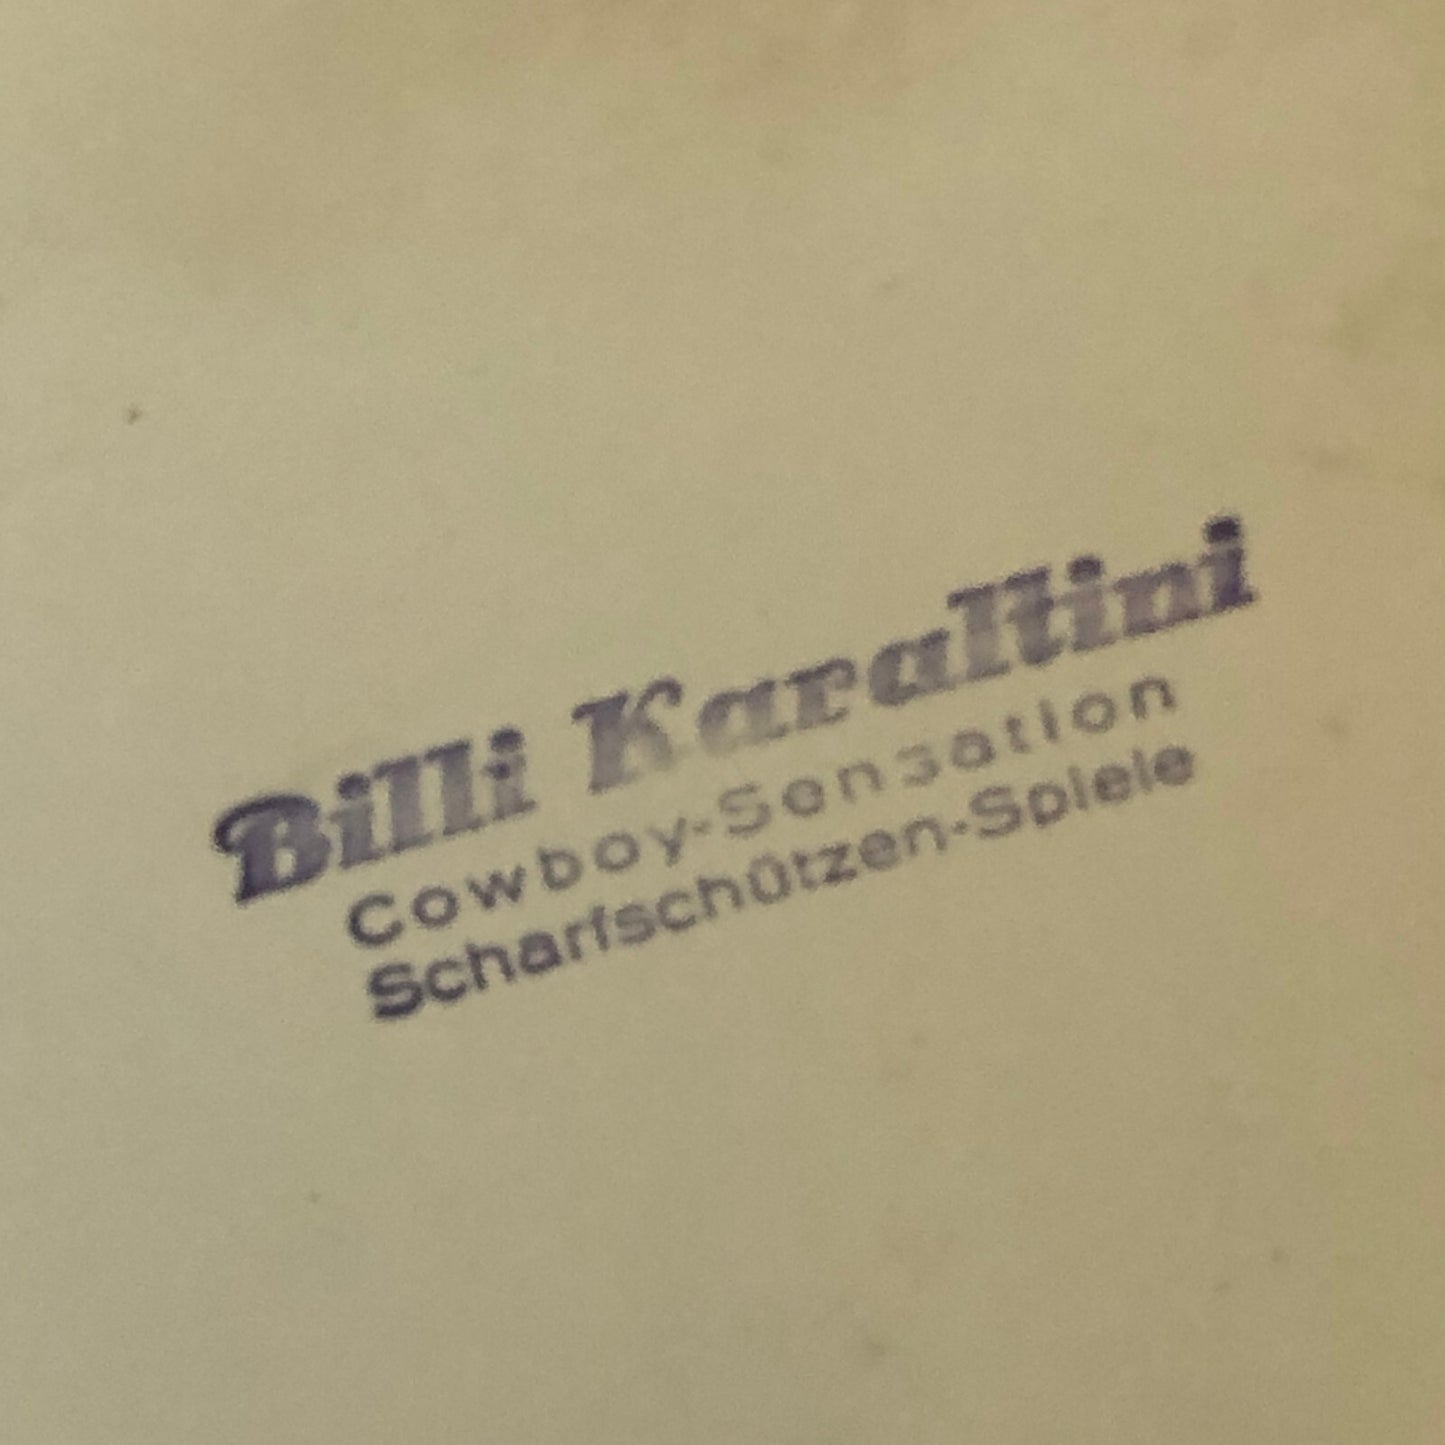 Billi Karaltini
Cowboy-Sensation
Scharfschützen-Spiele